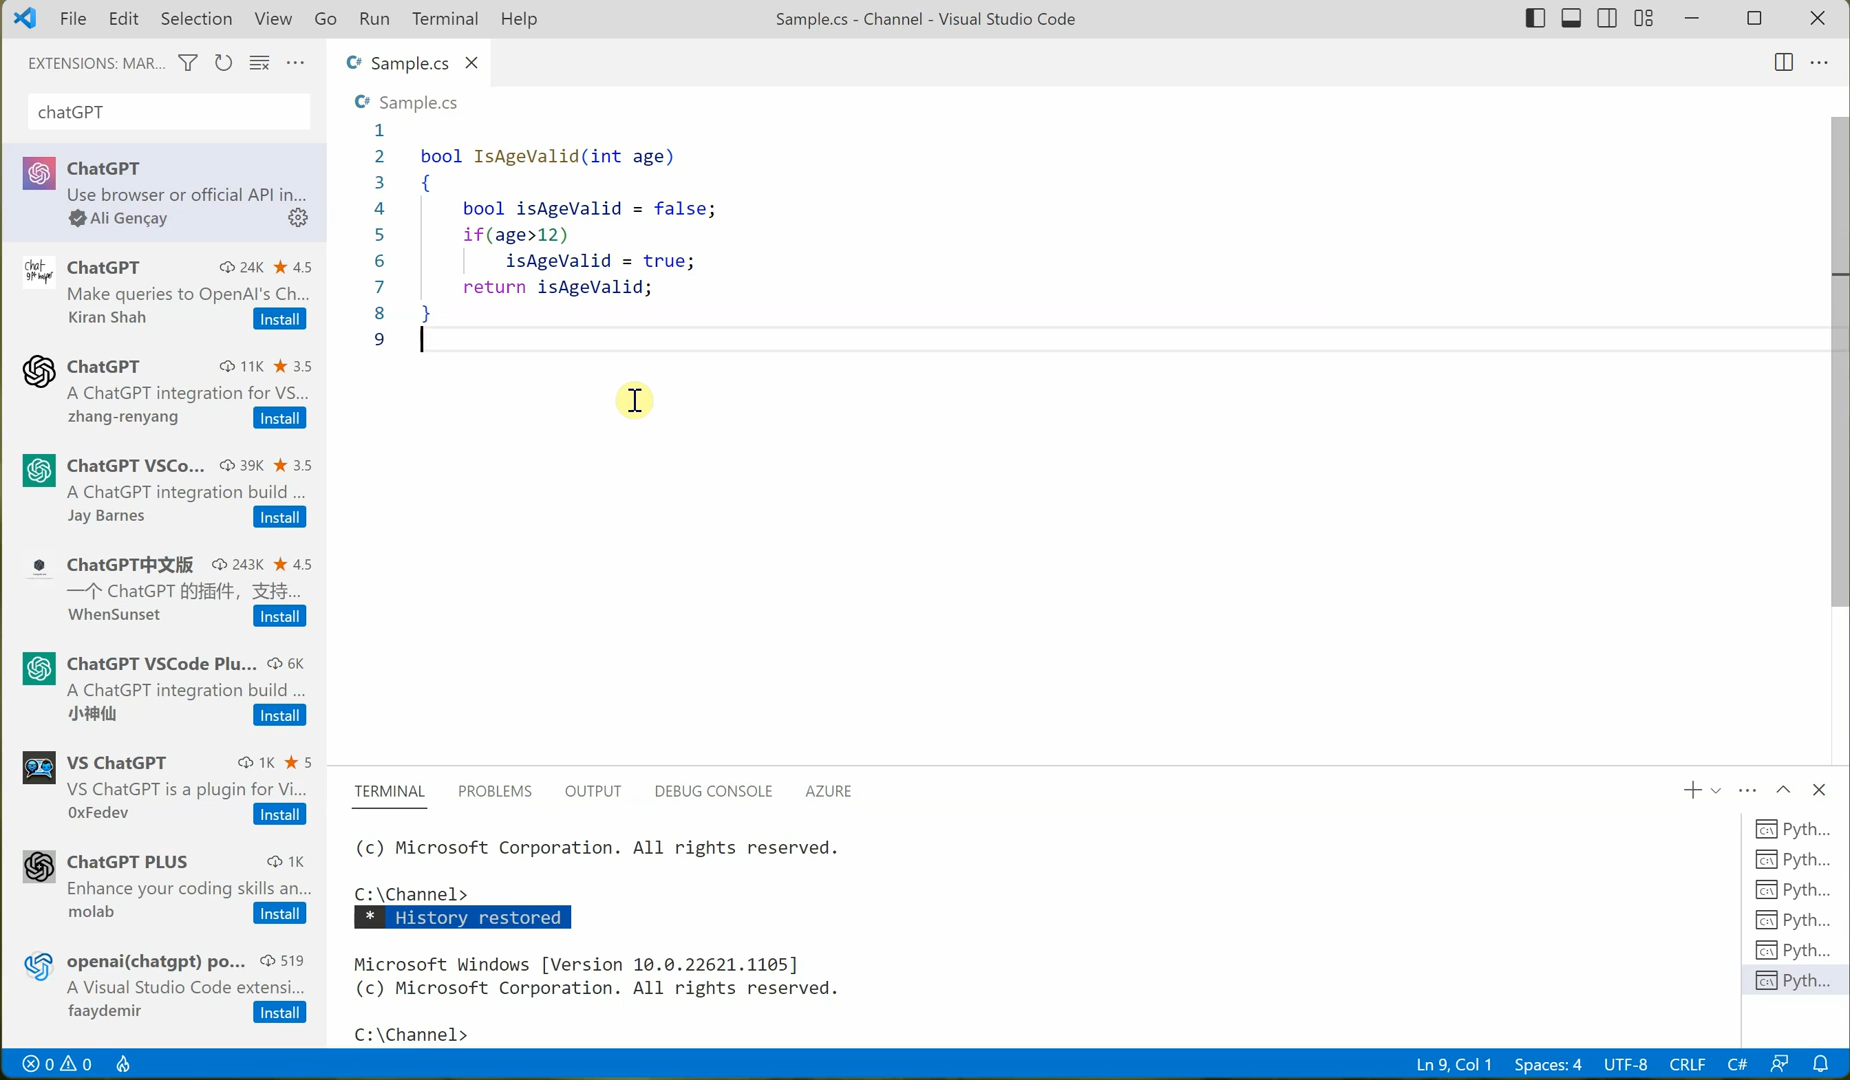 File Edit Selection View Go Run Terminal Help
Sample.cs - Channel - Visual Studio Code
EXTENSIONS: MAR...
chatGPT
ChatGPT
Use browser or official API in...
Ali Gençay
ChatGPT 24K 4.5
Make queries to OpenAI's Ch...
Kiran Shah Install
ChatGPT 11K 3.5
A ChatGPT integration for VS...
zhang-renyang Install
ChatGPT VSCo... 39K 3.5
A ChatGPT integration build ...
Jay Barnes Install
ChatGPT中文版 243K 4.5
一个 ChatGPT 的插件，支持...
WhenSunset Install
ChatGPT VSCode Plu... 6K
A ChatGPT integration build ...
小神仙 Install
VS ChatGPT 1K 5
VS ChatGPT is a plugin for Vi...
0xFedev Install
ChatGPT PLUS 1K
Enhance your coding skills an...
molab Install
openai(chatgpt) po... 519
A Visual Studio Code extensi...
faaydemir Install
C# Sample.cs
C# Sample.cs
1
2 bool IsAgeValid(int age)
3 {
4 bool isAgeValid = false;
5 if(age>12)
6 isAgeValid = true;
7 return isAgeValid;
8 }
9
TERMINAL PROBLEMS OUTPUT DEBUG CONSOLE AZURE
(c) Microsoft Corporation. All rights reserved.
C:\Channel>
* History restored
Microsoft Windows [Version 10.0.22621.1105]
(c) Microsoft Corporation. All rights reserved.
C:\Channel>
Pyth...
Pyth...
Pyth...
Pyth...
Pyth...
Pyth...
0 0
Ln 9, Col 1 Spaces: 4 UTF-8 CRLF C#